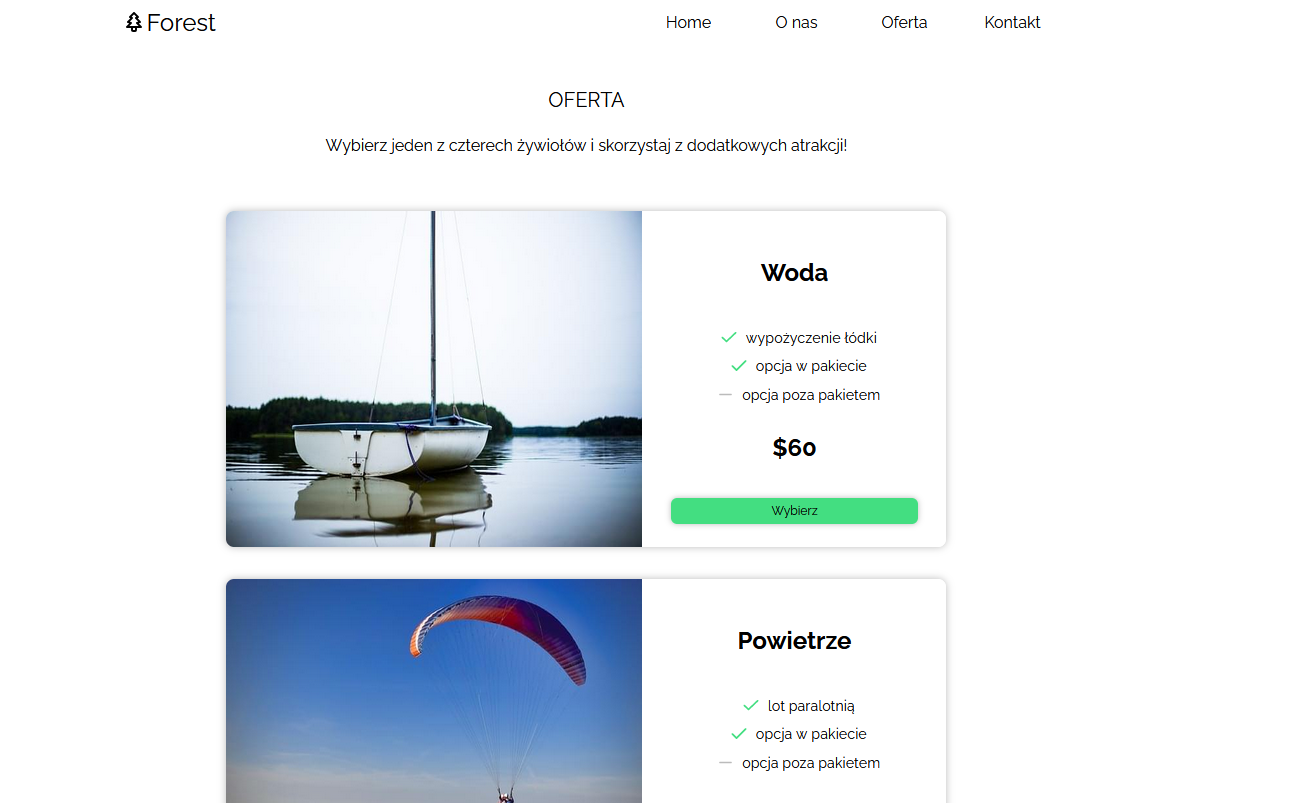 Forest
Home O nas Oferta Kontakt
OFERTA
Wybierz jeden z czterech żywiołów i skorzystaj z dodatkowych atrakcji!
Woda
wypożyczenie łódki
opcja w pakiecie
opcja poza pakietem
$60
Wybierz
Powietrze
lot paralotnią
opcja w pakiecie
opcja poza pakietem